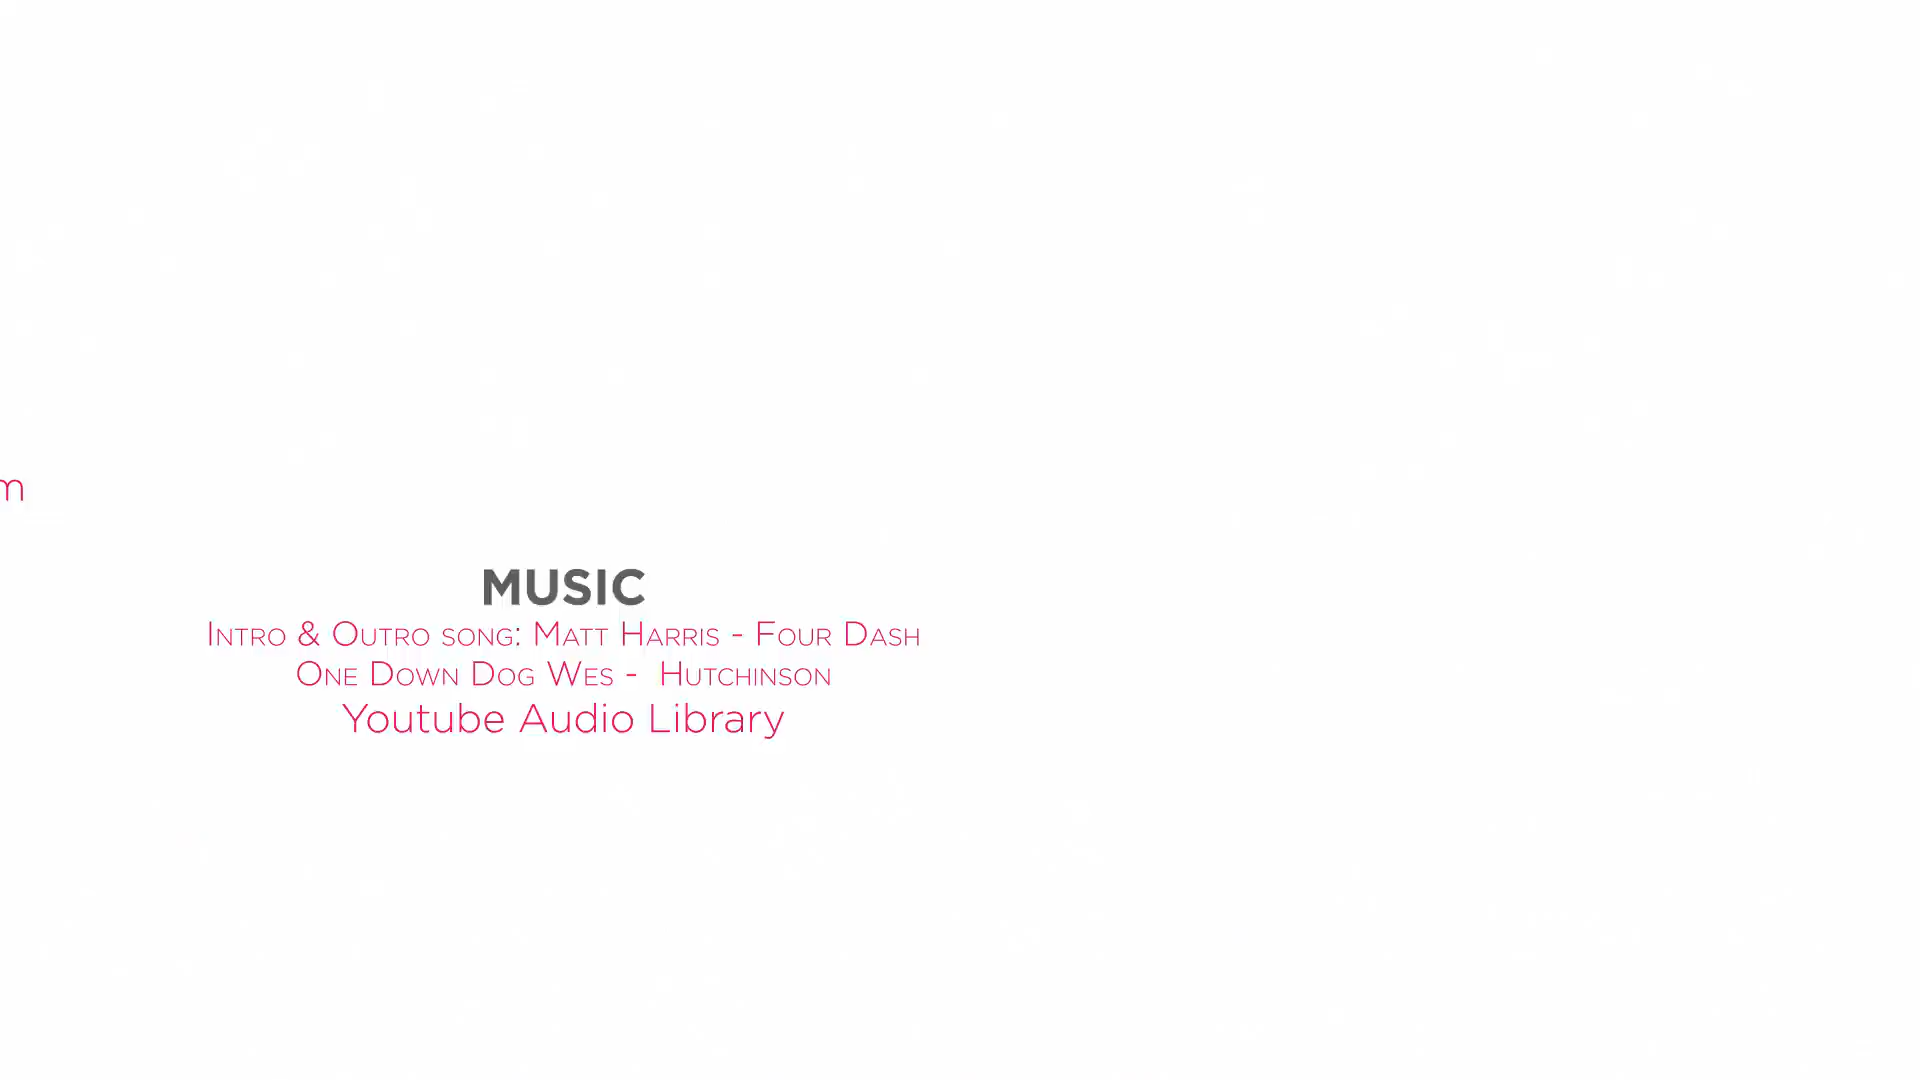 m
MUSIC
Intro & Outro song: Matt Harris - Four Dash
One Down Dog Wes -  Hutchinson
Youtube Audio Library